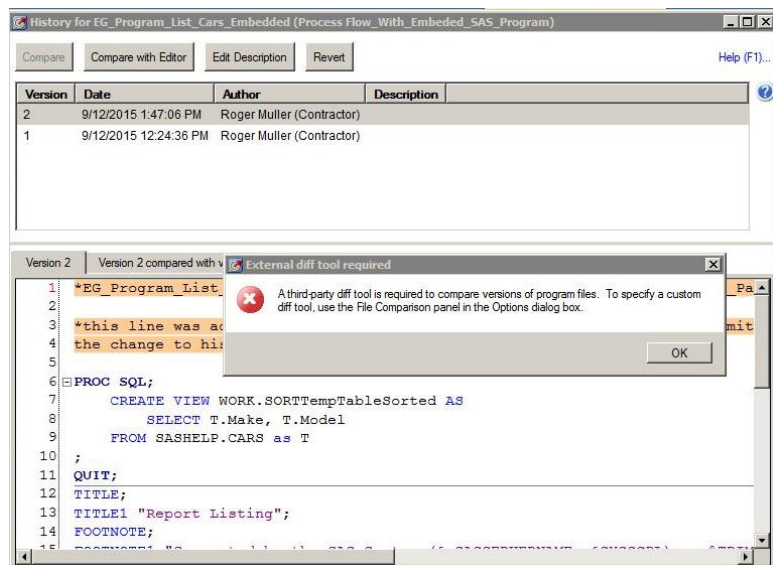 History for EG_Program_List_Cars_Embedded (Process Flow_With_Embeded_SAS_Program)
Compare Compare with Editor Edit Description Revert Help (F1)...
Version Date Author Description
2 9/12/2015 1:47:06 PM Roger Muller (Contractor)
1 9/12/2015 12:24:36 PM Roger Muller (Contractor)
Version 2 Version 2 compared with v
External diff tool required
A third-party diff tool is required to compare versions of program files. To specify a custom
diff tool, use the File Comparison panel in the Options dialog box.
OK
1 *EG_Program_List_ _Pa
2
3 *this line was ad mit
4 the change to his
5
6 PROC SQL;
7 CREATE VIEW WORK.SORTTempTableSorted AS
8 SELECT T.Make, T.Model
9 FROM SASHELP.CARS as T
10 ;
11 QUIT;
12 TITLE;
13 TITLE1 "Report Listing";
14 FOOTNOTE;